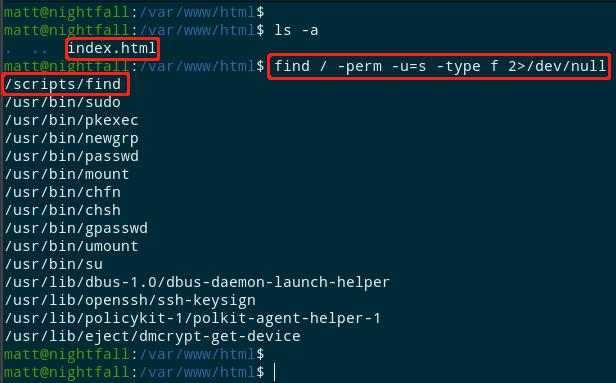 matt@nightfall:/var/www/html$
matt@nightfall:/var/www/html$ ls -a
.  ..  index.html
matt@nightfall:/var/www/html$ find / -perm -u=s -type f 2>/dev/null
/scripts/find
/usr/bin/sudo
/usr/bin/pkexec
/usr/bin/newgrp
/usr/bin/passwd
/usr/bin/mount
/usr/bin/chfn
/usr/bin/chsh
/usr/bin/gpasswd
/usr/bin/umount
/usr/bin/su
/usr/lib/dbus-1.0/dbus-daemon-launch-helper
/usr/lib/openssh/ssh-keysign
/usr/lib/policykit-1/polkit-agent-helper-1
/usr/lib/eject/dmcrypt-get-device
matt@nightfall:/var/www/html$
matt@nightfall:/var/www/html$